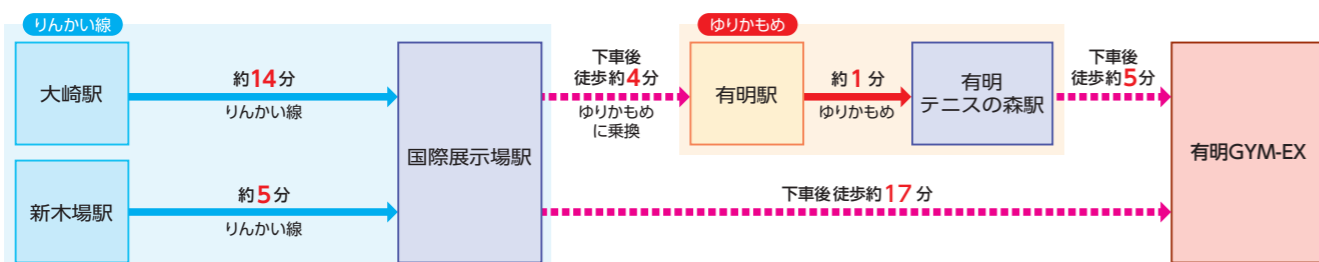 りんかい線
大崎駅
約14分
りんかい線
新木場駅
約5分
りんかい線
国際展示場駅
下車後
徒歩約4分
ゆりかもめ
に乗換
ゆりかもめ
有明駅
約1分
ゆりかもめ
有明
テニスの森駅
下車後
徒歩約5分
下車後 徒歩約17分
有明GYM-EX